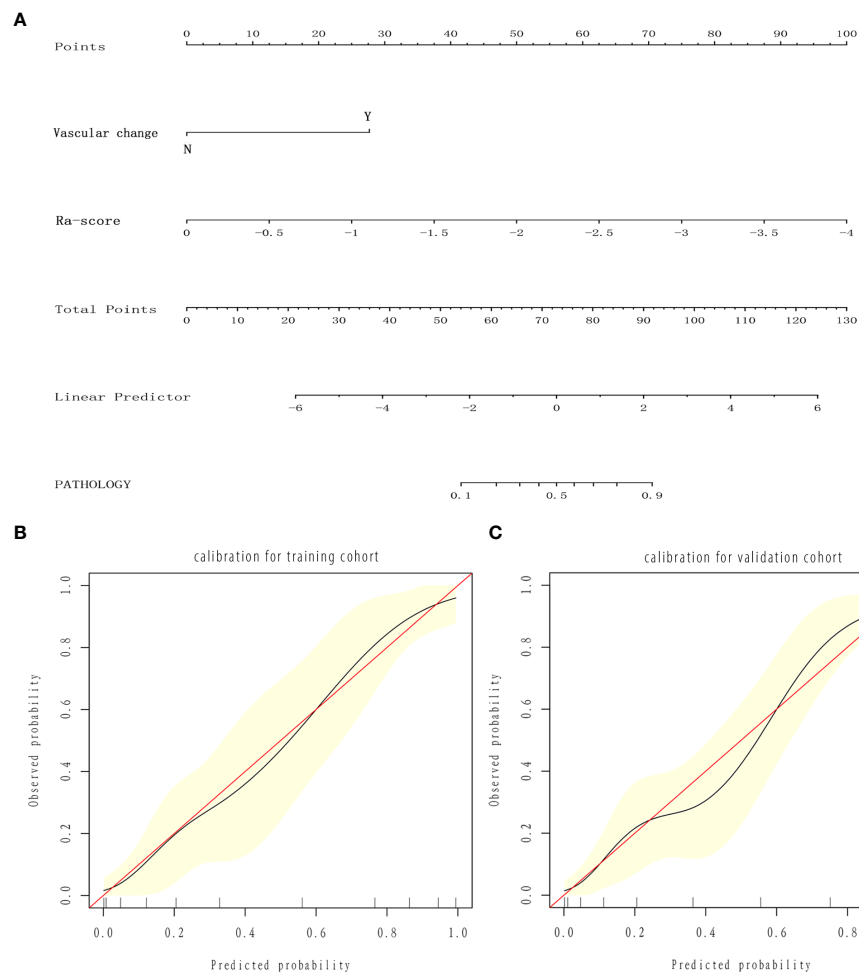 A
Points
0 10 20 30 40 50 60 70 80 90 100
Vascular change
Y
N
Ra-score
0 -0.5 -1 -1.5 -2 -2.5 -3 -3.5 -4
Total Points
0 10 20 30 40 50 60 70 80 90 100 110 120 130
Linear Predictor
-6 -4 -2 0 2 4 6
PATHOLOGY
0.1 0.5 0.9
B
calibration for training cohort
Observed probability
1.0
0.8
0.6
0.4
0.2
0.0
0.0 0.2 0.4 0.6 0.8 1.0
Predicted probability
C
calibration for validation cohort
Observed probability
1.0
0.8
0.6
0.4
0.2
0.0
0.0 0.2 0.4 0.6 0.8
Predicted probability